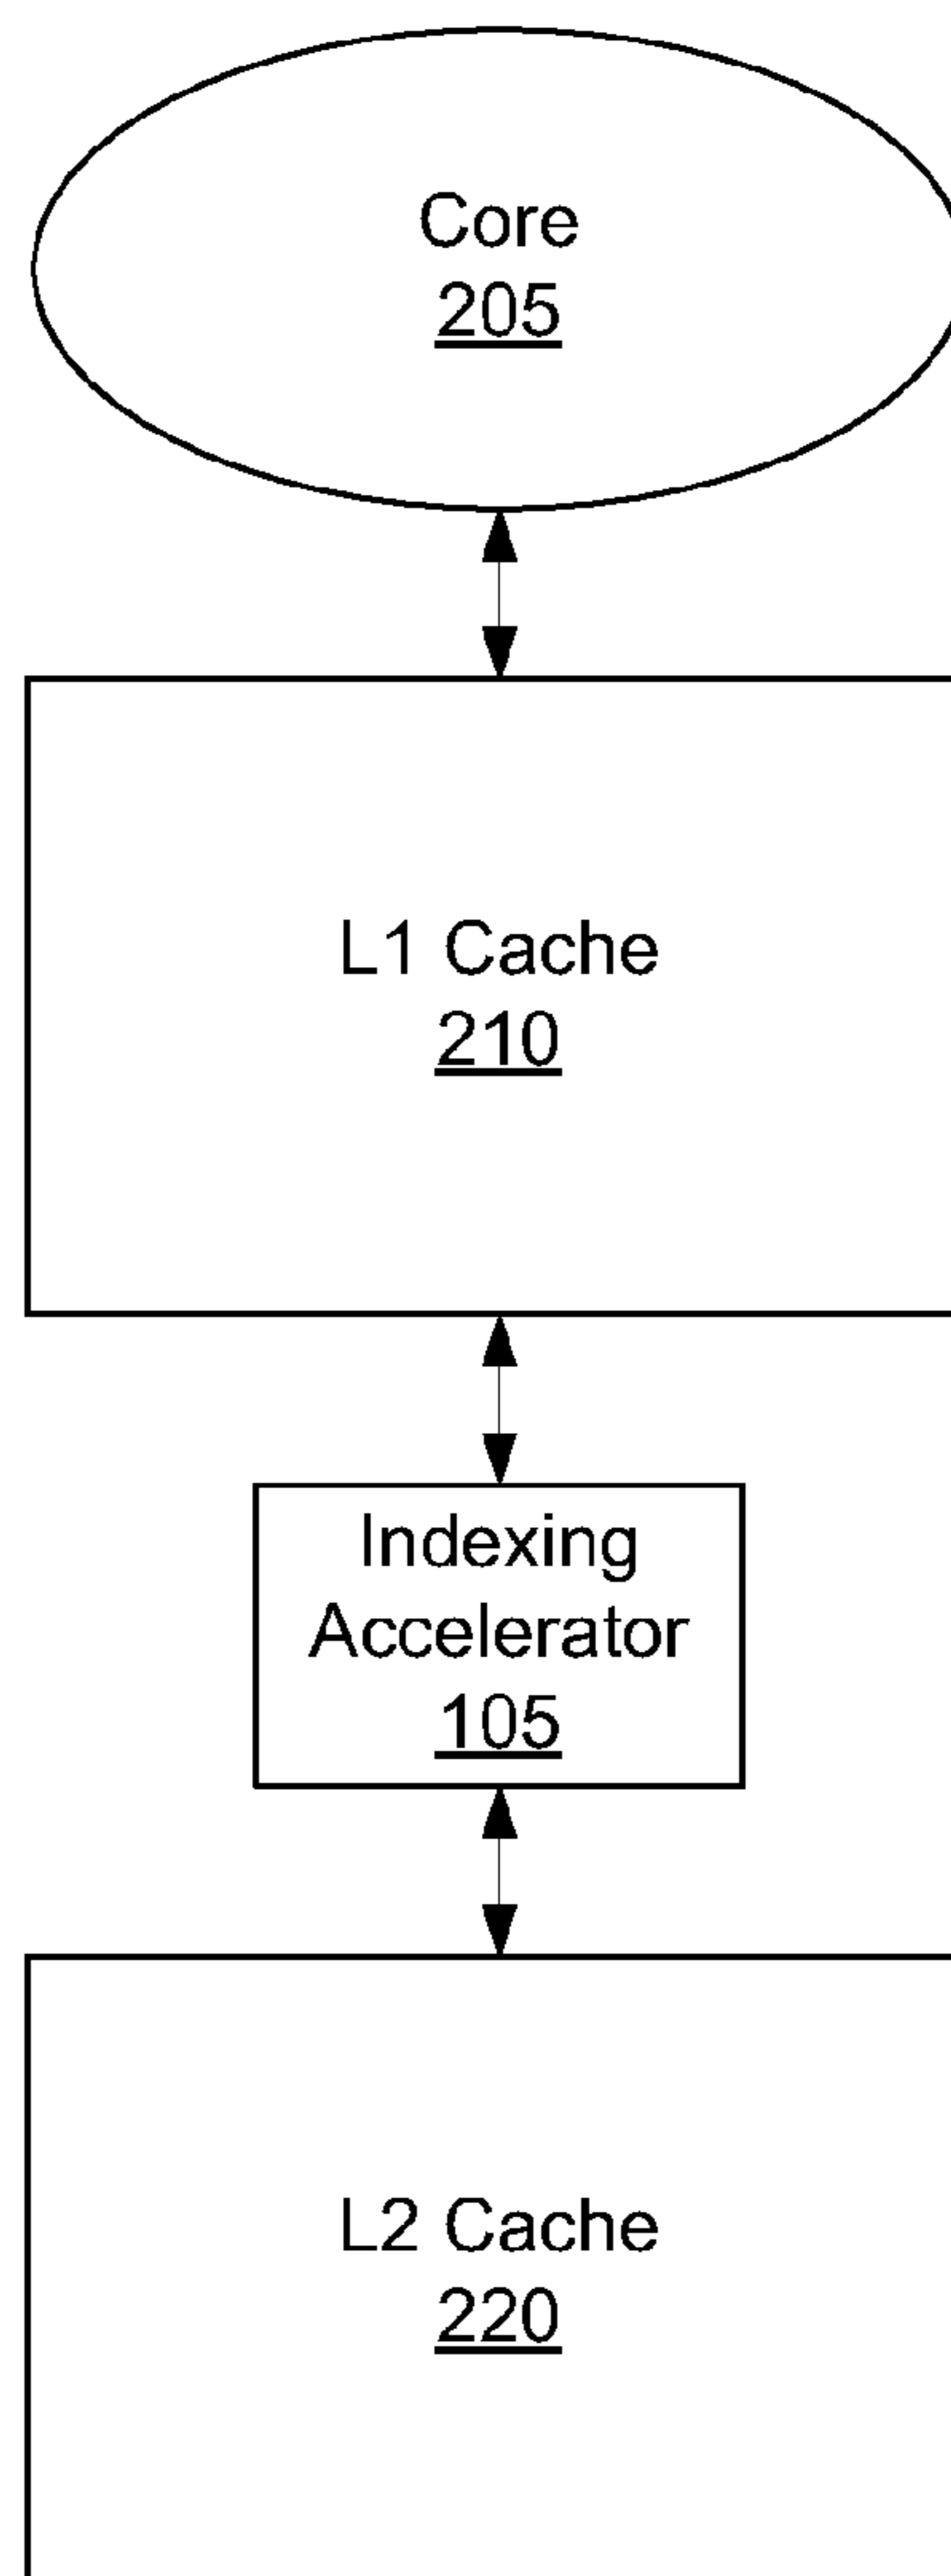 Core
205
L1 Cache
210
Indexing
Accelerator
105
L2 Cache
220